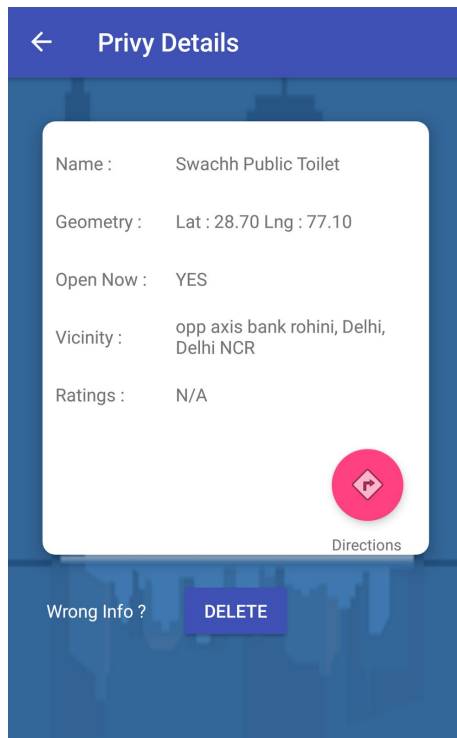 Privy Details
Name : Swachh Public Toilet
Geometry : Lat : 28.70 Lng : 77.10
Open Now : YES
Vicinity : opp axis bank rohini, Delhi,
Delhi NCR
Ratings : N/A
Directions
Wrong Info ? DELETE